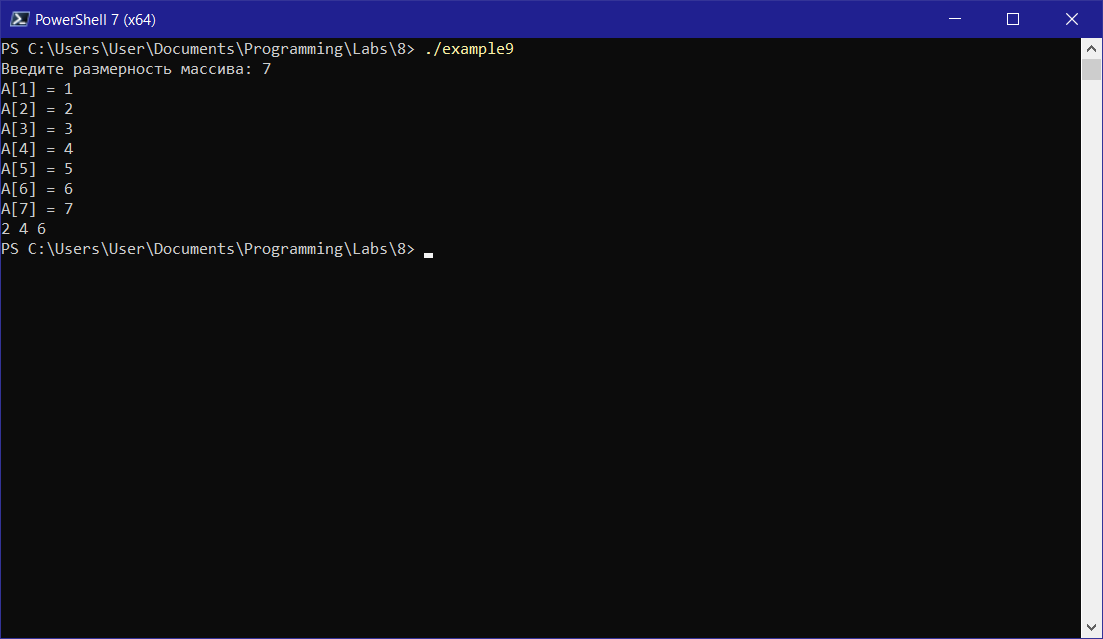 PowerShell 7 (x64)
PS C:\Users\User\Documents\Programming\Labs\8> ./example9
Введите размерность массива: 7
A[1] = 1
A[2] = 2
A[3] = 3
A[4] = 4
A[5] = 5
A[6] = 6
A[7] = 7
2 4 6
PS C:\Users\User\Documents\Programming\Labs\8>